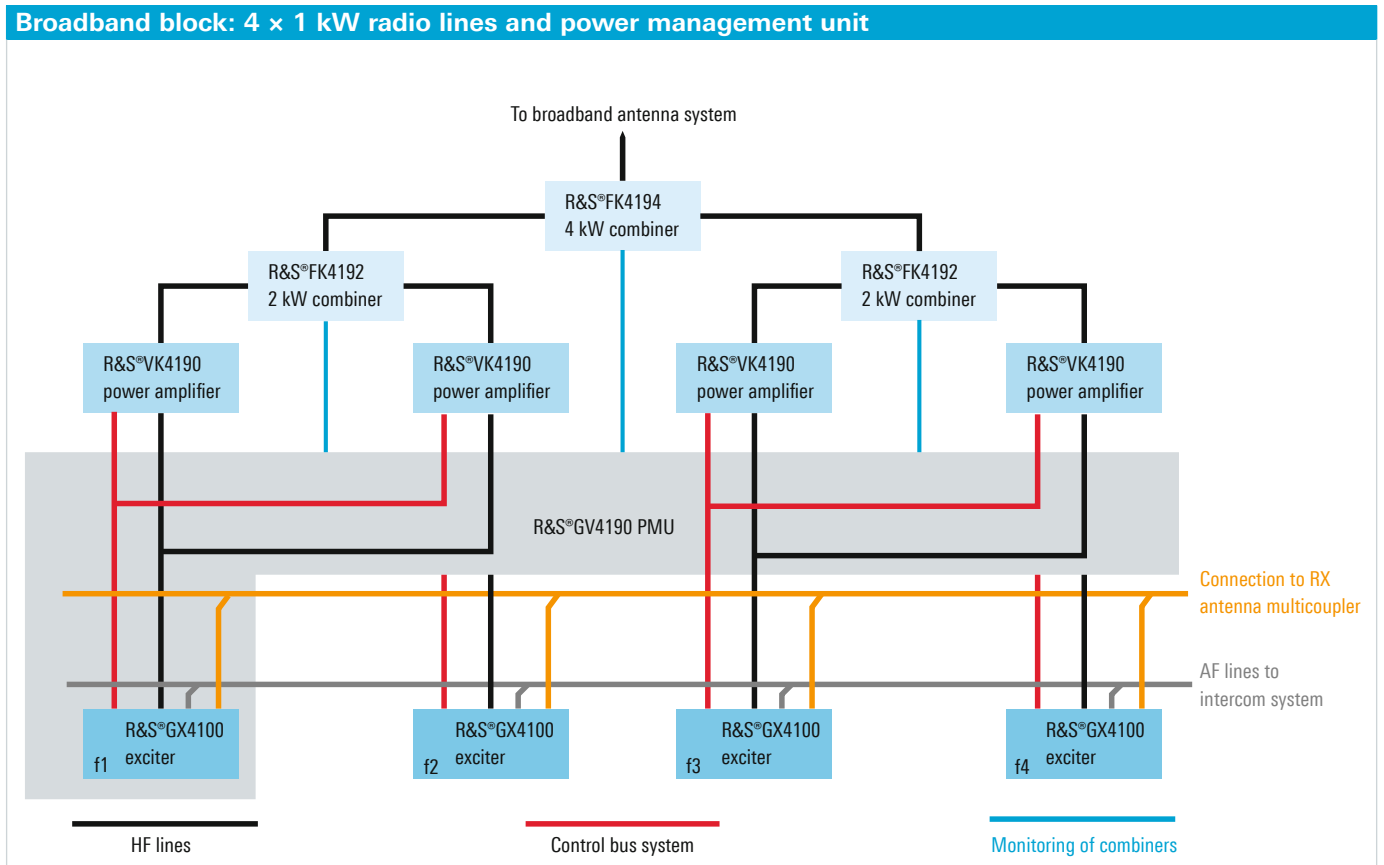 Broadband block: 4 × 1 kW radio lines and power management unit
To broadband antenna system
R&S®FK4194
4 kW combiner
R&S®FK4192
2 kW combiner
R&S®FK4192
2 kW combiner
R&S®VK4190
power amplifier
R&S®VK4190
power amplifier
R&S®VK4190
power amplifier
R&S®VK4190
power amplifier
R&S®GV4190 PMU
Connection to RX
antenna multicoupler
AF lines to
intercom system
R&S®GX4100
exciter
f1
R&S®GX4100
exciter
f2
R&S®GX4100
exciter
f3
R&S®GX4100
exciter
f4
HF lines
Control bus system
Monitoring of combiners